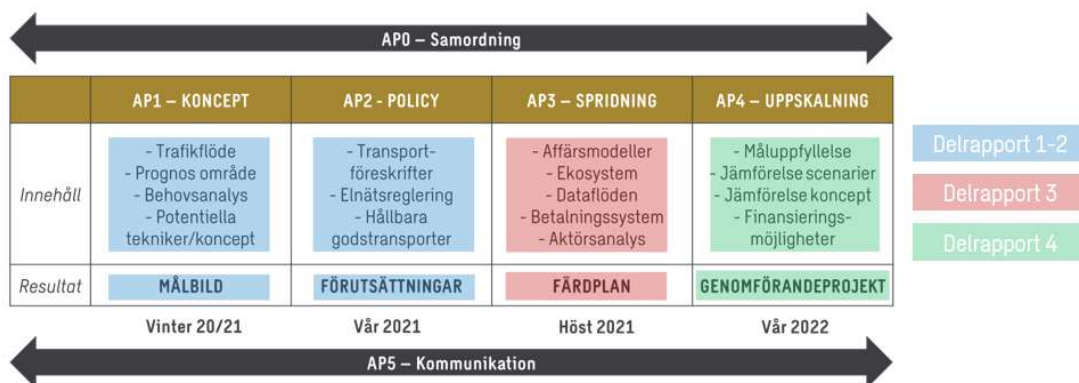 AP0 – Samordning
AP1 – KONCEPT
AP2 - POLICY
AP3 – SPRIDNING
AP4 – UPPSKALNING
Innehåll
- Trafikflöde
- Prognos område
- Behovsanalys
- Potentiella
tekniker/koncept
- Transport-
föreskrifter
- Elnätsreglering
- Hållbara
godstransporter
- Affärsmodeller
- Ekosystem
- Dataflöden
- Betalningssystem
- Aktörsanalys
- Måluppfyllelse
- Jämförelse scenarier
- Jämförelse koncept
- Finansierings-
möjligheter
Resultat
MÅLBILD
FÖRUTSÄTTNINGAR
FÄRDPLAN
GENOMFÖRANDEPROJEKT
Vinter 20/21
Vår 2021
Höst 2021
Vår 2022
AP5 – Kommunikation
Delrapport 1-2
Delrapport 3
Delrapport 4